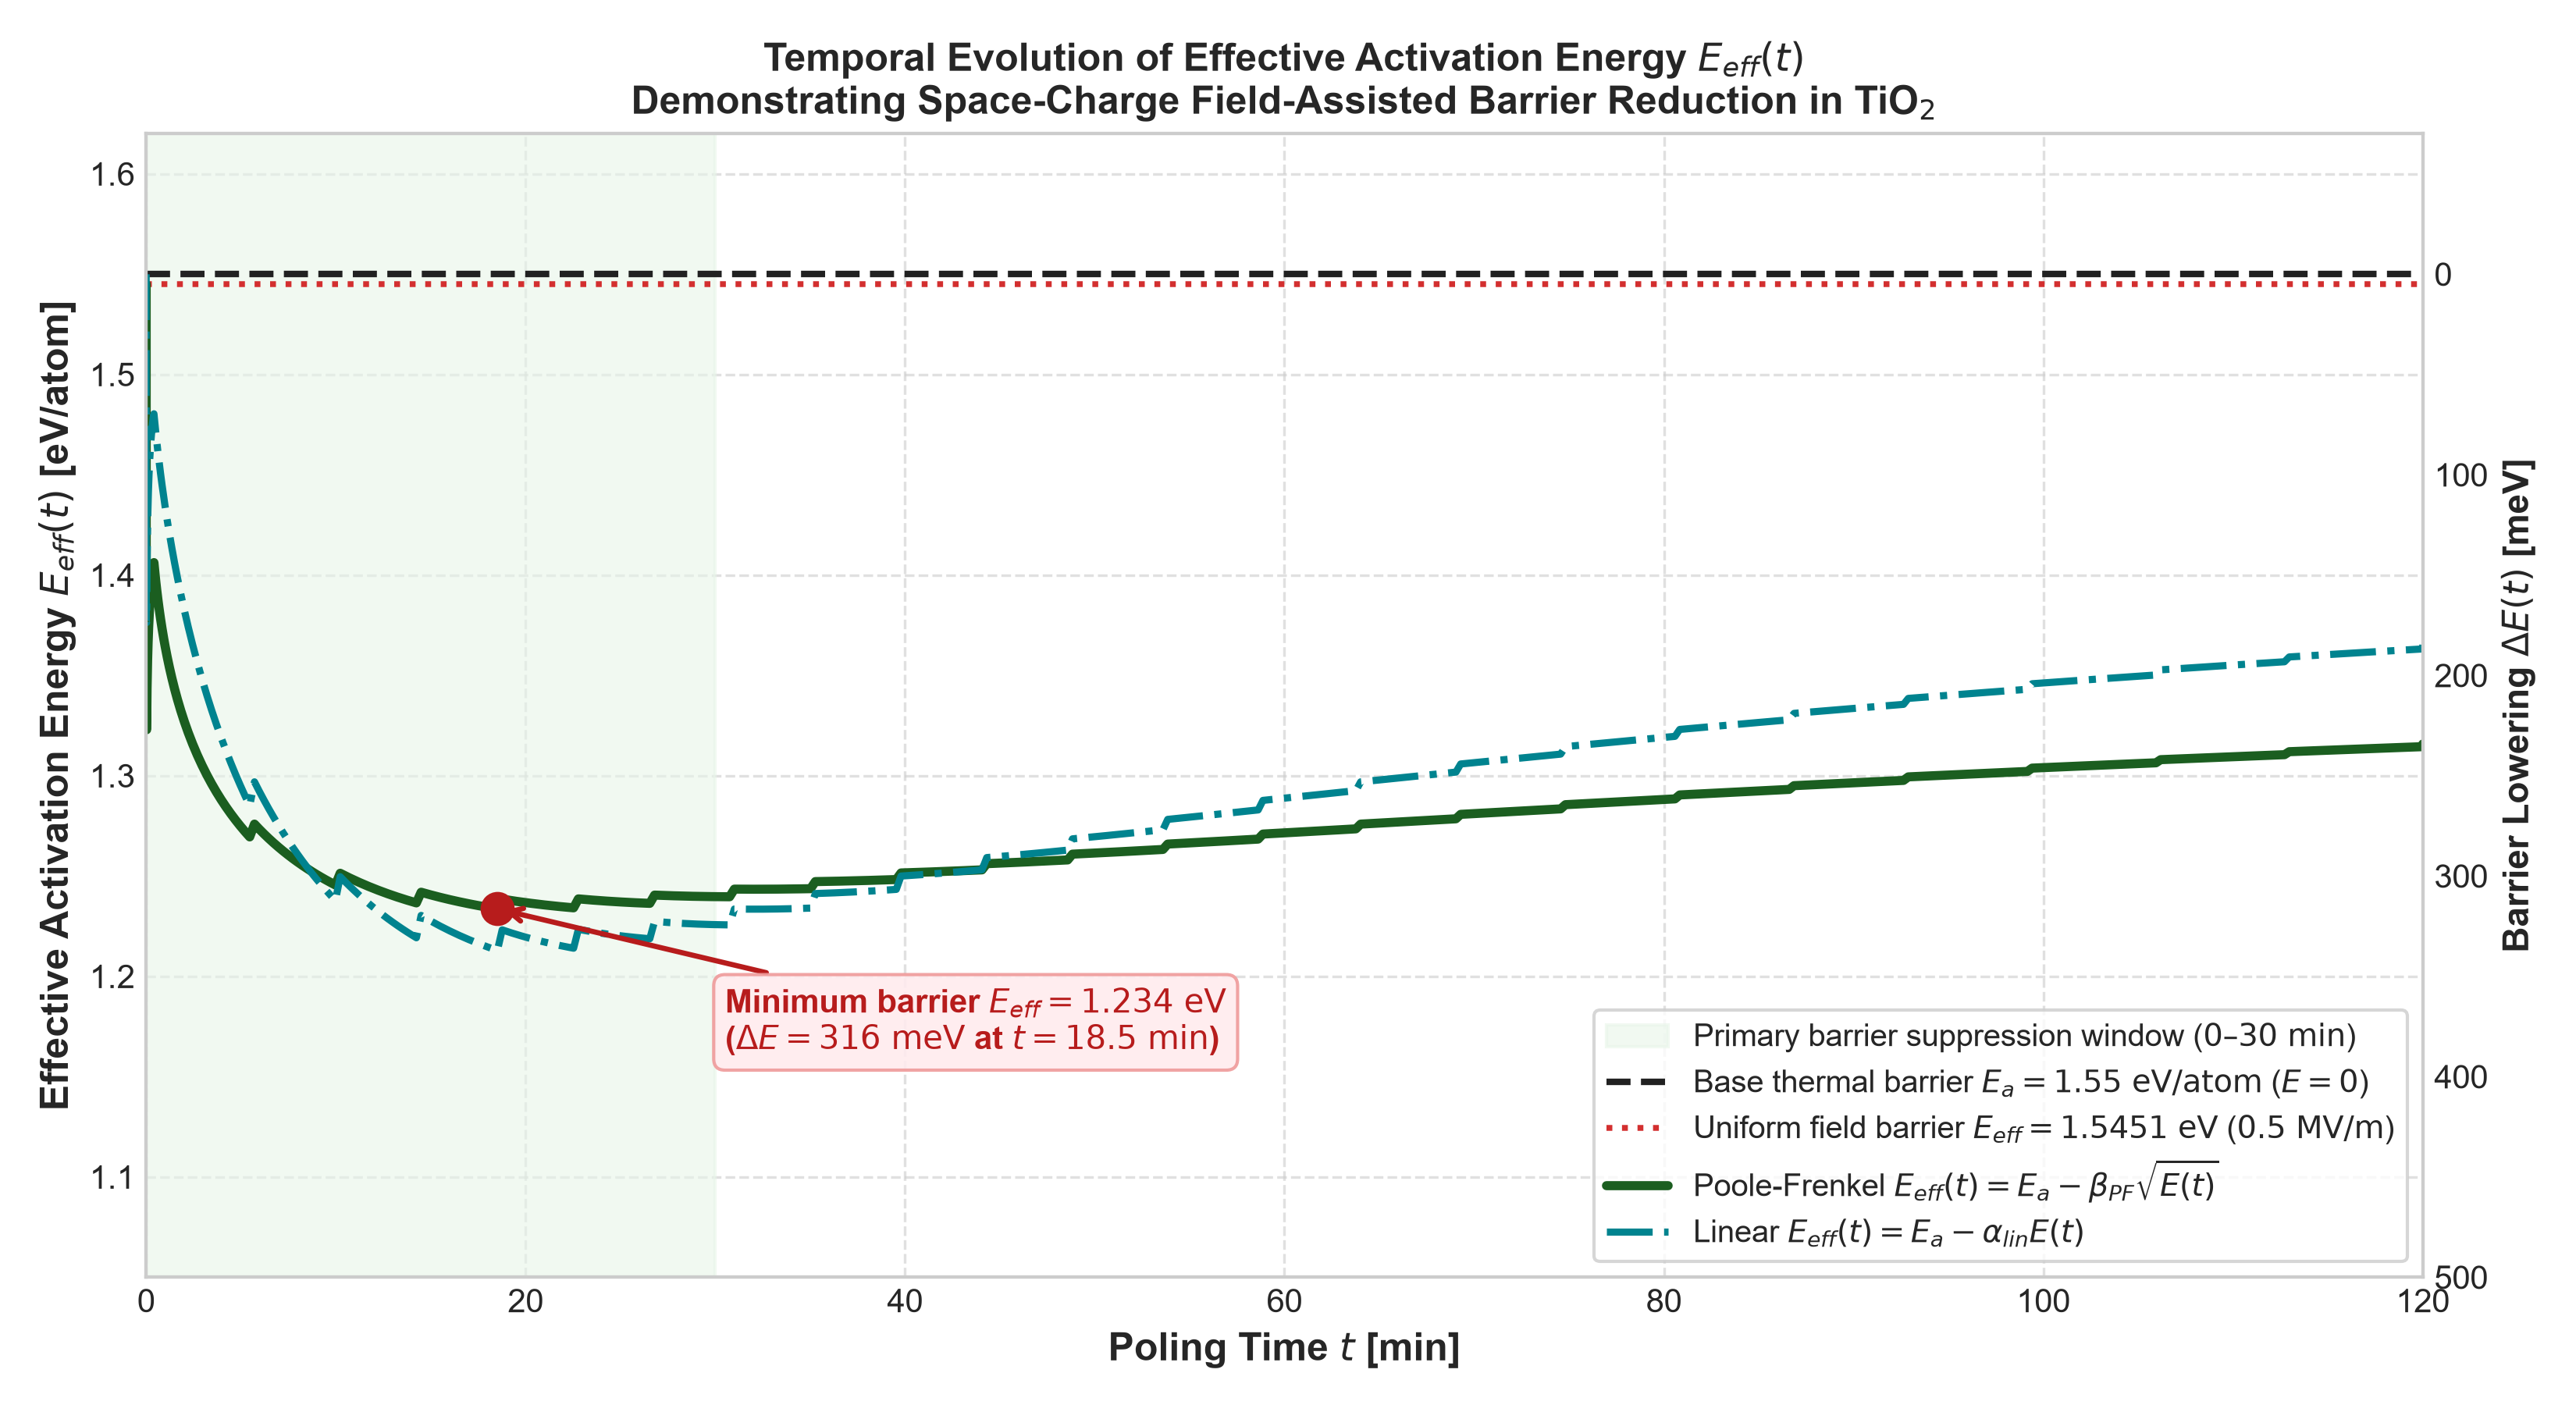 Temporal Evolution of Effective Activation Energy E_eff(t)
Demonstrating Space-Charge Field-Assisted Barrier Reduction in TiO₂
Effective Activation Energy E_eff(t) [eV/atom]
1.6
1.5
1.4
1.3
1.2
1.1
0
100
200
300
400
500
Barrier Lowering ΔE(t) [meV]
Minimum barrier E_eff = 1.234 eV
(ΔE = 316 meV at t = 18.5 min)
Primary barrier suppression window (0–30 min)
Base thermal barrier E_a = 1.55 eV/atom (E = 0)
Uniform field barrier E_eff = 1.5451 eV (0.5 MV/m)
Poole-Frenkel E_eff(t) = E_a − β_PF√E(t)
Linear E_eff(t) = E_a − α_lin E(t)
0 20 40 60 80 100 120
Poling Time t [min]